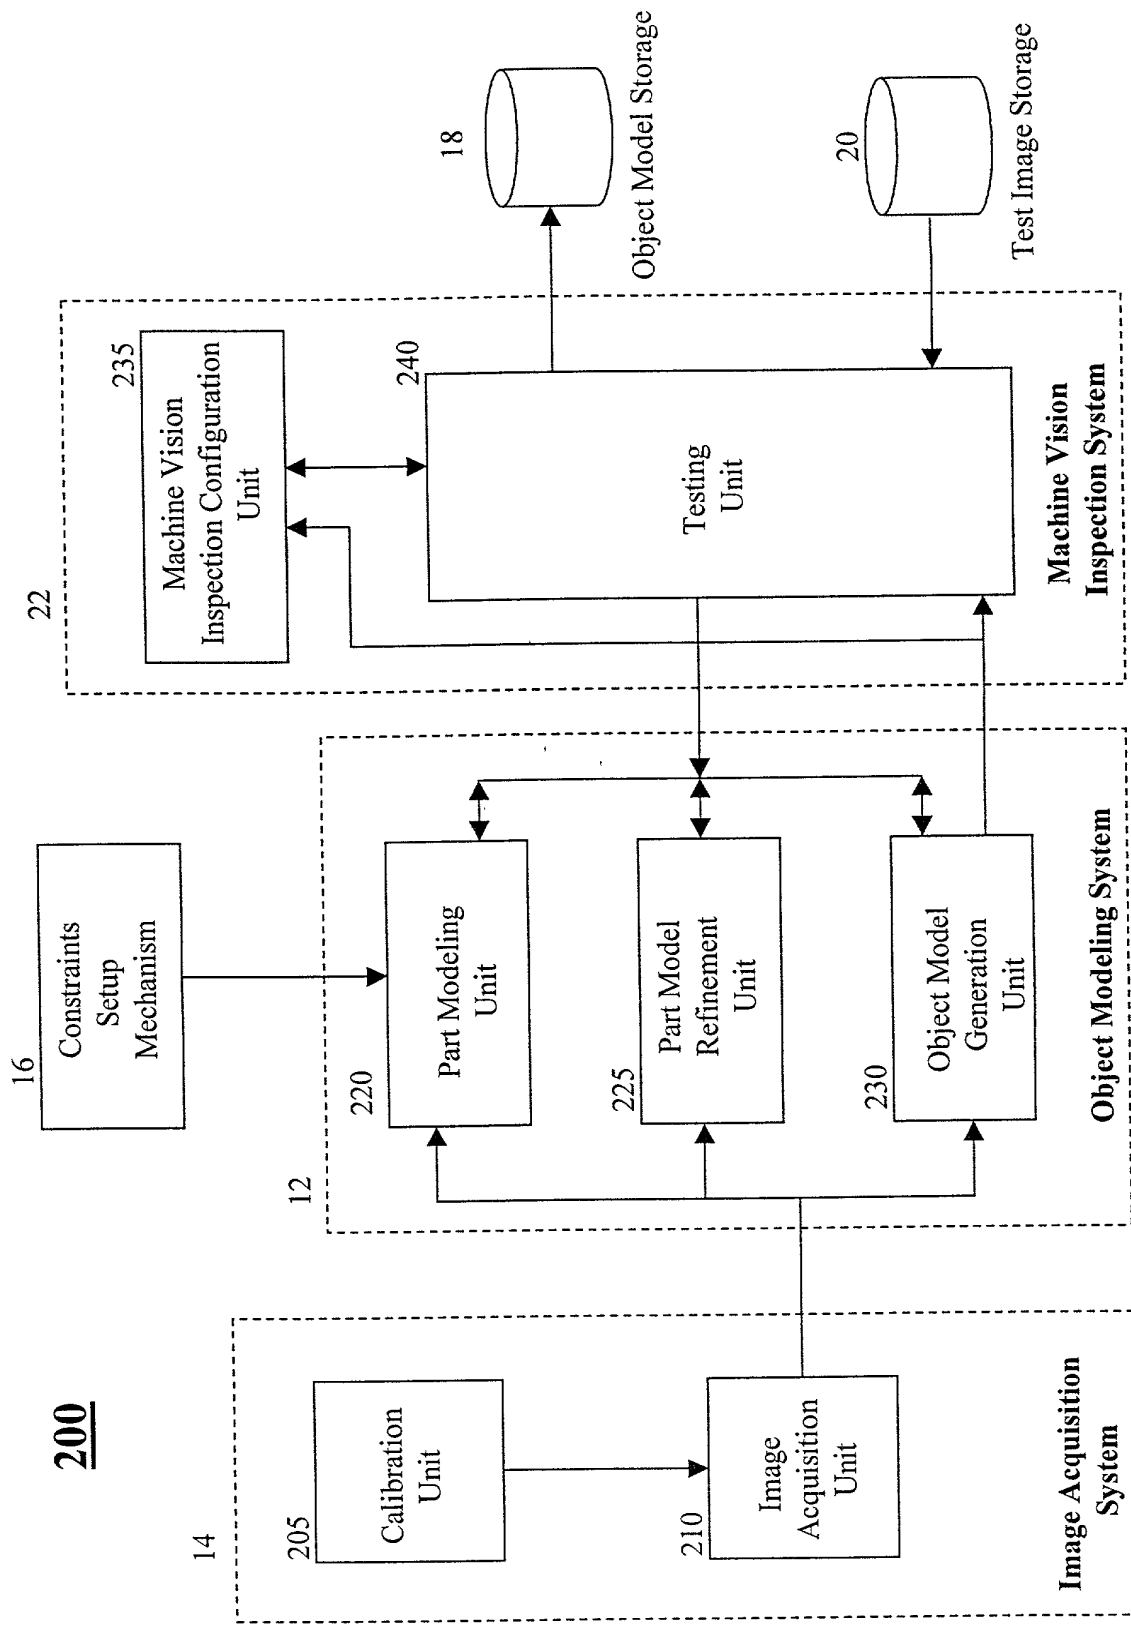 200
14
205
Calibration
Unit
210
Image
Acquisition
Unit
Image Acquisition
System
16
Constraints
Setup
Mechanism
12
220
Part Modeling
Unit
225
Part Model
Refinement
Unit
230
Object Model
Generation
Unit
Object Modeling System
22
235
Machine Vision
Inspection Configuration
Unit
240
Testing
Unit
Machine Vision
Inspection System
18
Object Model Storage
20
Test Image Storage